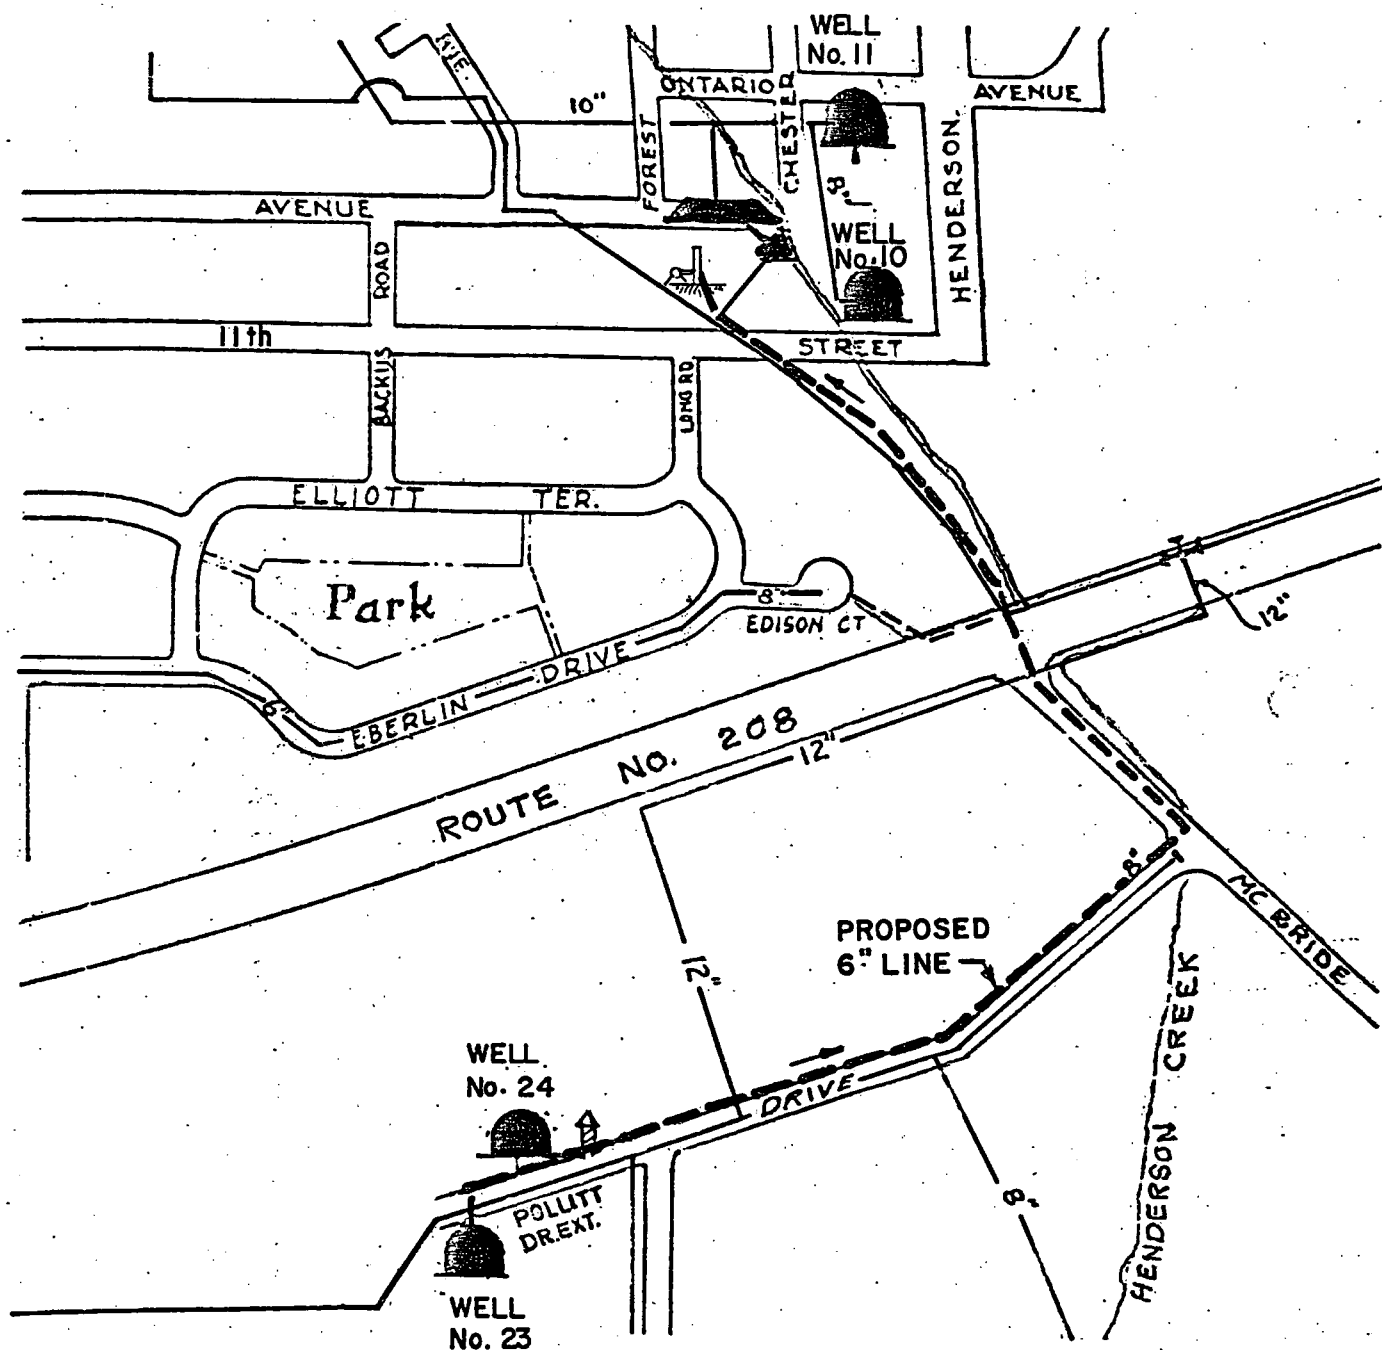 WELL
No. 11
AVE.
ONTARIO
AVENUE
10"
CHESTER
FOREST
HENDERSON
8"
AVENUE
WELL
No. 10
ROAD
11th
STREET
BACKUS
LONG RD
ELLIOTT TER.
Park
8"
EDISON CT
12"
DRIVE
6"
EBERLIN
ROUTE No. 208
12"
8"
MC BRIDE
PROPOSED
6" LINE
12"
HENDERSON CREEK
WELL
No. 24
DRIVE
POLLITT
DR. EXT.
8"
WELL
No. 23